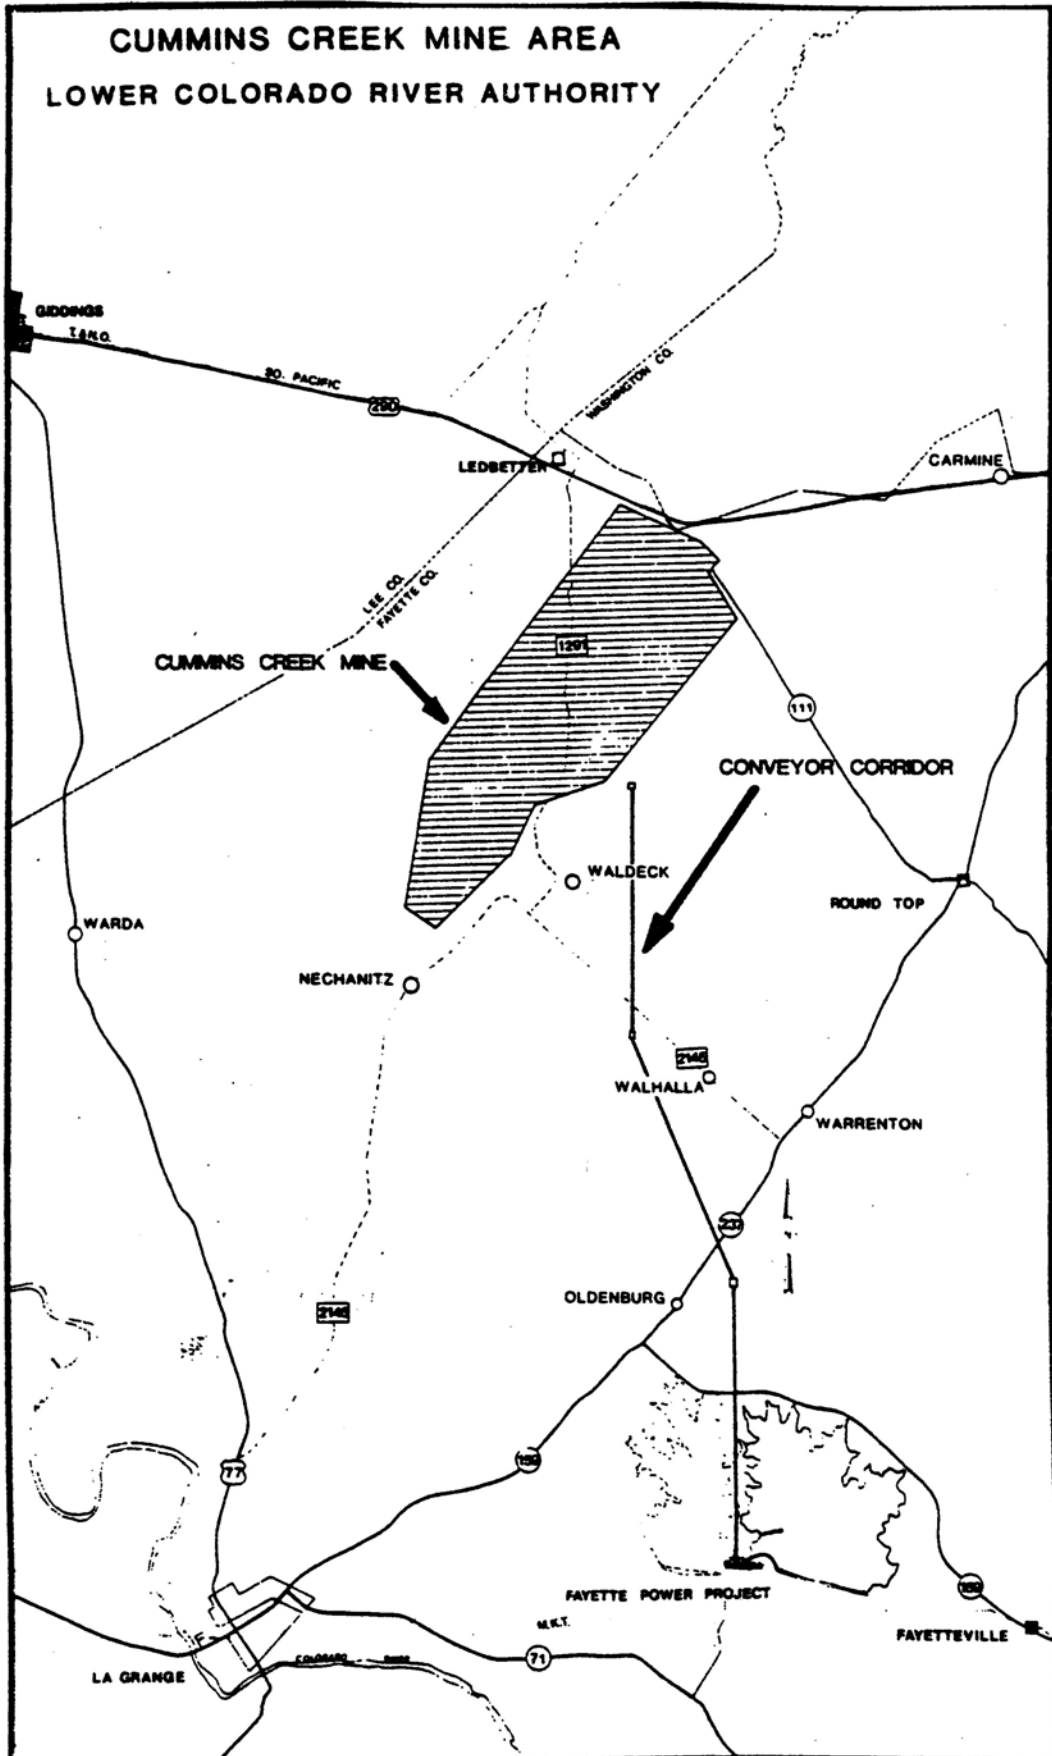 CUMMINS CREEK MINE AREA
LOWER COLORADO RIVER AUTHORITY
GIDDINGS
T.&N.O.
SO. PACIFIC
290
WASHINGTON CO.
LEDBETTER
CARMINE
LEE CO.
FAYETTE CO.
1291
CUMMINS CREEK MINE
111
CONVEYOR CORRIDOR
WALDECK
ROUND TOP
WARDA
NECHANITZ
2145
WALHALLA
WARRENTON
237
OLDENBURG
2145
159
77
159
FAYETTE POWER PROJECT
M.K.T.
FAYETTEVILLE
71
COLORADO RIVER
LA GRANGE